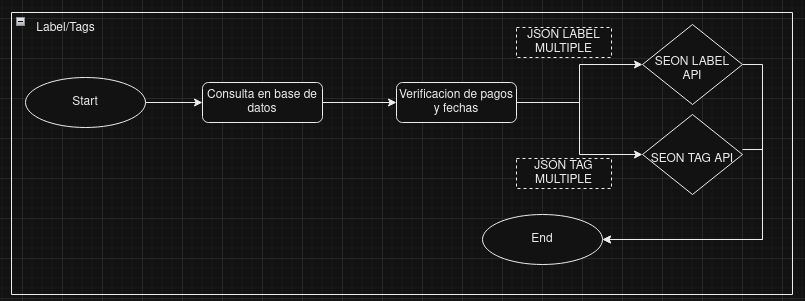 Label/Tags
JSON LABEL
MULTIPLE
SEON LABEL
API
Start
Consulta en base de
datos
Verificacion de pagos
y fechas
JSON TAG
MULTIPLE
SEON TAG API
End